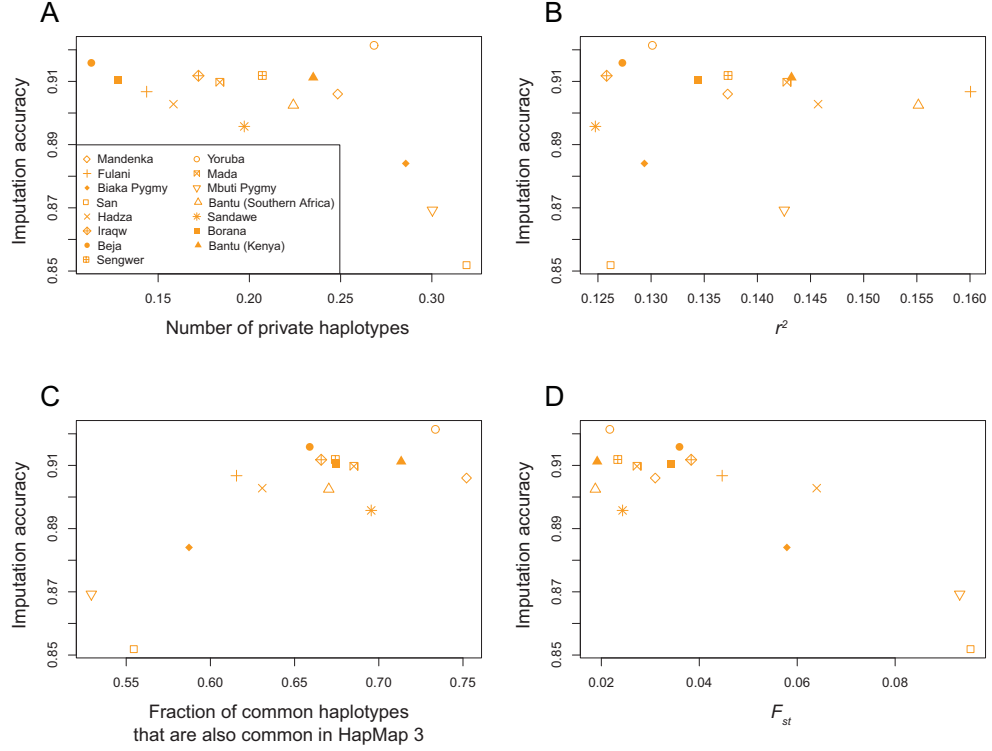 A
Imputation accuracy
0.85
0.87
0.89
0.91
Mandenka
Fulani
Biaka Pygmy
San
Hadza
Iraqw
Beja
Sengwer
Yoruba
Mada
Mbuti Pygmy
Bantu (Southern Africa)
Sandawe
Borana
Bantu (Kenya)
0.15 0.20 0.25 0.30
Number of private haplotypes
B
Imputation accuracy
0.85
0.87
0.89
0.91
0.125 0.130 0.135 0.140 0.145 0.150 0.155 0.160
r²
C
Imputation accuracy
0.85
0.87
0.89
0.91
0.55 0.60 0.65 0.70 0.75
Fraction of common haplotypes
that are also common in HapMap 3
D
Imputation accuracy
0.85
0.87
0.89
0.91
0.02 0.04 0.06 0.08
Fst